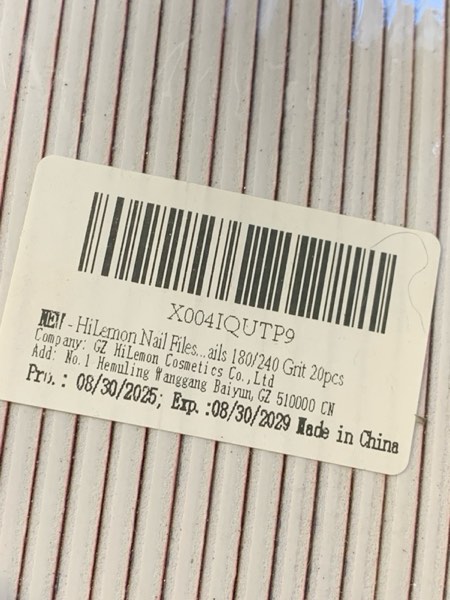 X004IQUTP9
NEW - HiLemon Nail Files...ails 180/240 Grit 20pcs
Company: GZ HiLemon Cosmetics Co.,Ltd
Add: No.1 Hemuling Wanggang Baiyun,GZ 510000 CN
Pro.: 08/30/2025; Exp.:08/30/2029 Made in China